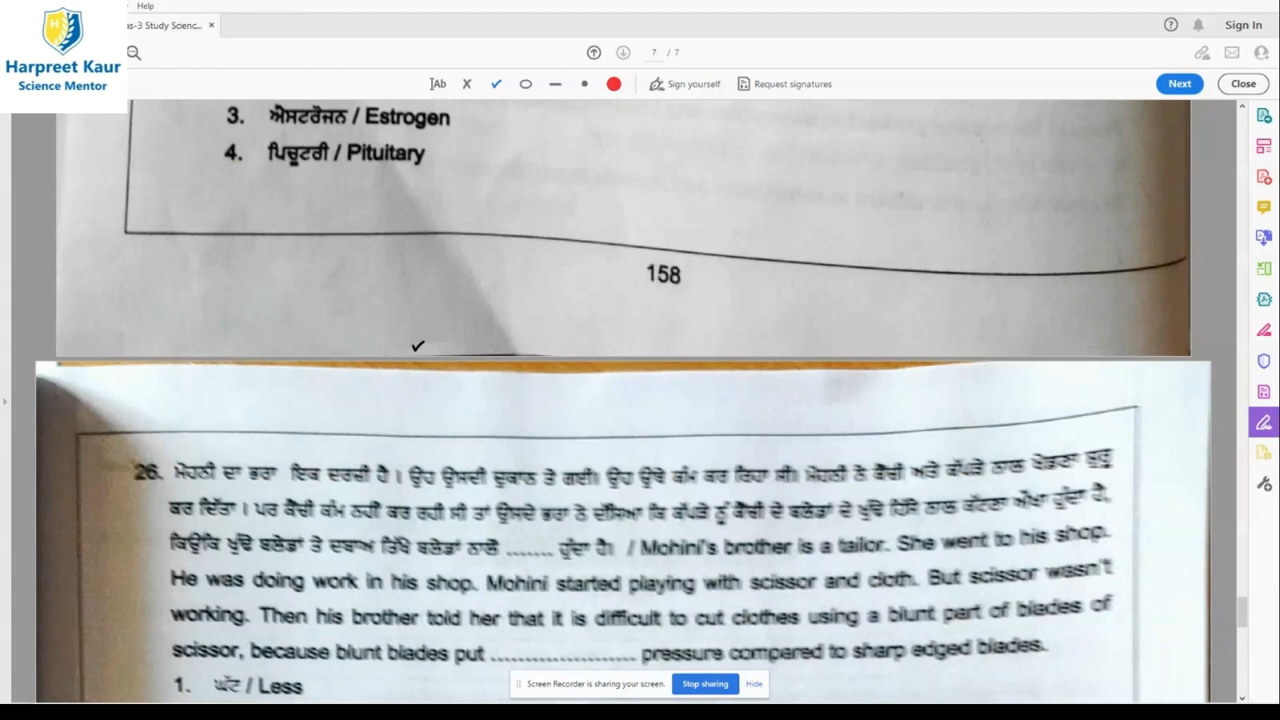 Help
as-3 Study Scienc... ×
Sign In
Harpreet Kaur
Science Mentor
7 / 7
Ab
Sign yourself
Request signatures
Next
Close
3. ਐਸਟਰੋਜਨ / Estrogen
4. ਪਿਚੂਟਰੀ / Pituitary
158
26. ਮੋਹਨੀ ਦਾ ਭਰਾ ਇਕ ਦਰਜੀ ਹੈ। ਉਹ ਉਸਦੀ ਦੁਕਾਨ ਤੇ ਗਈ। ਉਹ ਉਥੇ ਕੰਮ ਕਰ ਰਿਹਾ ਸੀ। ਮੋਹਨੀ ਨੇ ਕੈਂਚੀ ਅਤੇ ਕੱਪੜੇ ਨਾਲ ਖੇਡਣਾ ਸ਼ੁਰੂ
ਕਰ ਦਿੱਤਾ। ਪਰ ਕੈਂਚੀ ਕੰਮ ਨਹੀਂ ਕਰ ਰਹੀ ਸੀ ਤਾਂ ਉਸਦੇ ਭਰਾ ਨੇ ਦੱਸਿਆ ਕਿ ਕੱਪੜੇ ਨੂੰ ਕੈਂਚੀ ਦੇ ਬਲੇਡਾਂ ਦੇ ਖੁੰਢੇ ਹਿੱਸੇ ਨਾਲ ਕੱਟਣਾ ਔਖਾ ਹੁੰਦਾ ਹੈ,
ਕਿਉਂਕਿ ਖੁੰਢੇ ਬਲੇਡਾਂ ਤੇ ਦਬਾਅ ਤਿੱਖੇ ਬਲੇਡਾਂ ਨਾਲੋਂ ....... ਹੁੰਦਾ ਹੈ। / Mohini's brother is a tailor. She went to his shop.
He was doing work in his shop. Mohini started playing with scissor and cloth. But scissor wasn't
working. Then his brother told her that it is difficult to cut clothes using a blunt part of blades of
scissor, because blunt blades put ...................... pressure compared to sharp edged blades.
1. ਘੱਟ / Less
Screen Recorder is sharing your screen.
Stop sharing
Hide